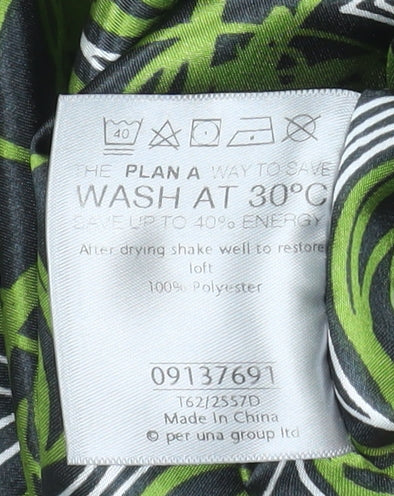 40
THE PLAN A WAY TO SAVE
WASH AT 30°C
SAVE UP TO 40% ENERGY
After drying shake well to restore
loft
100% Polyester
09137691
T62/2557D
Made In China
© per una group ltd